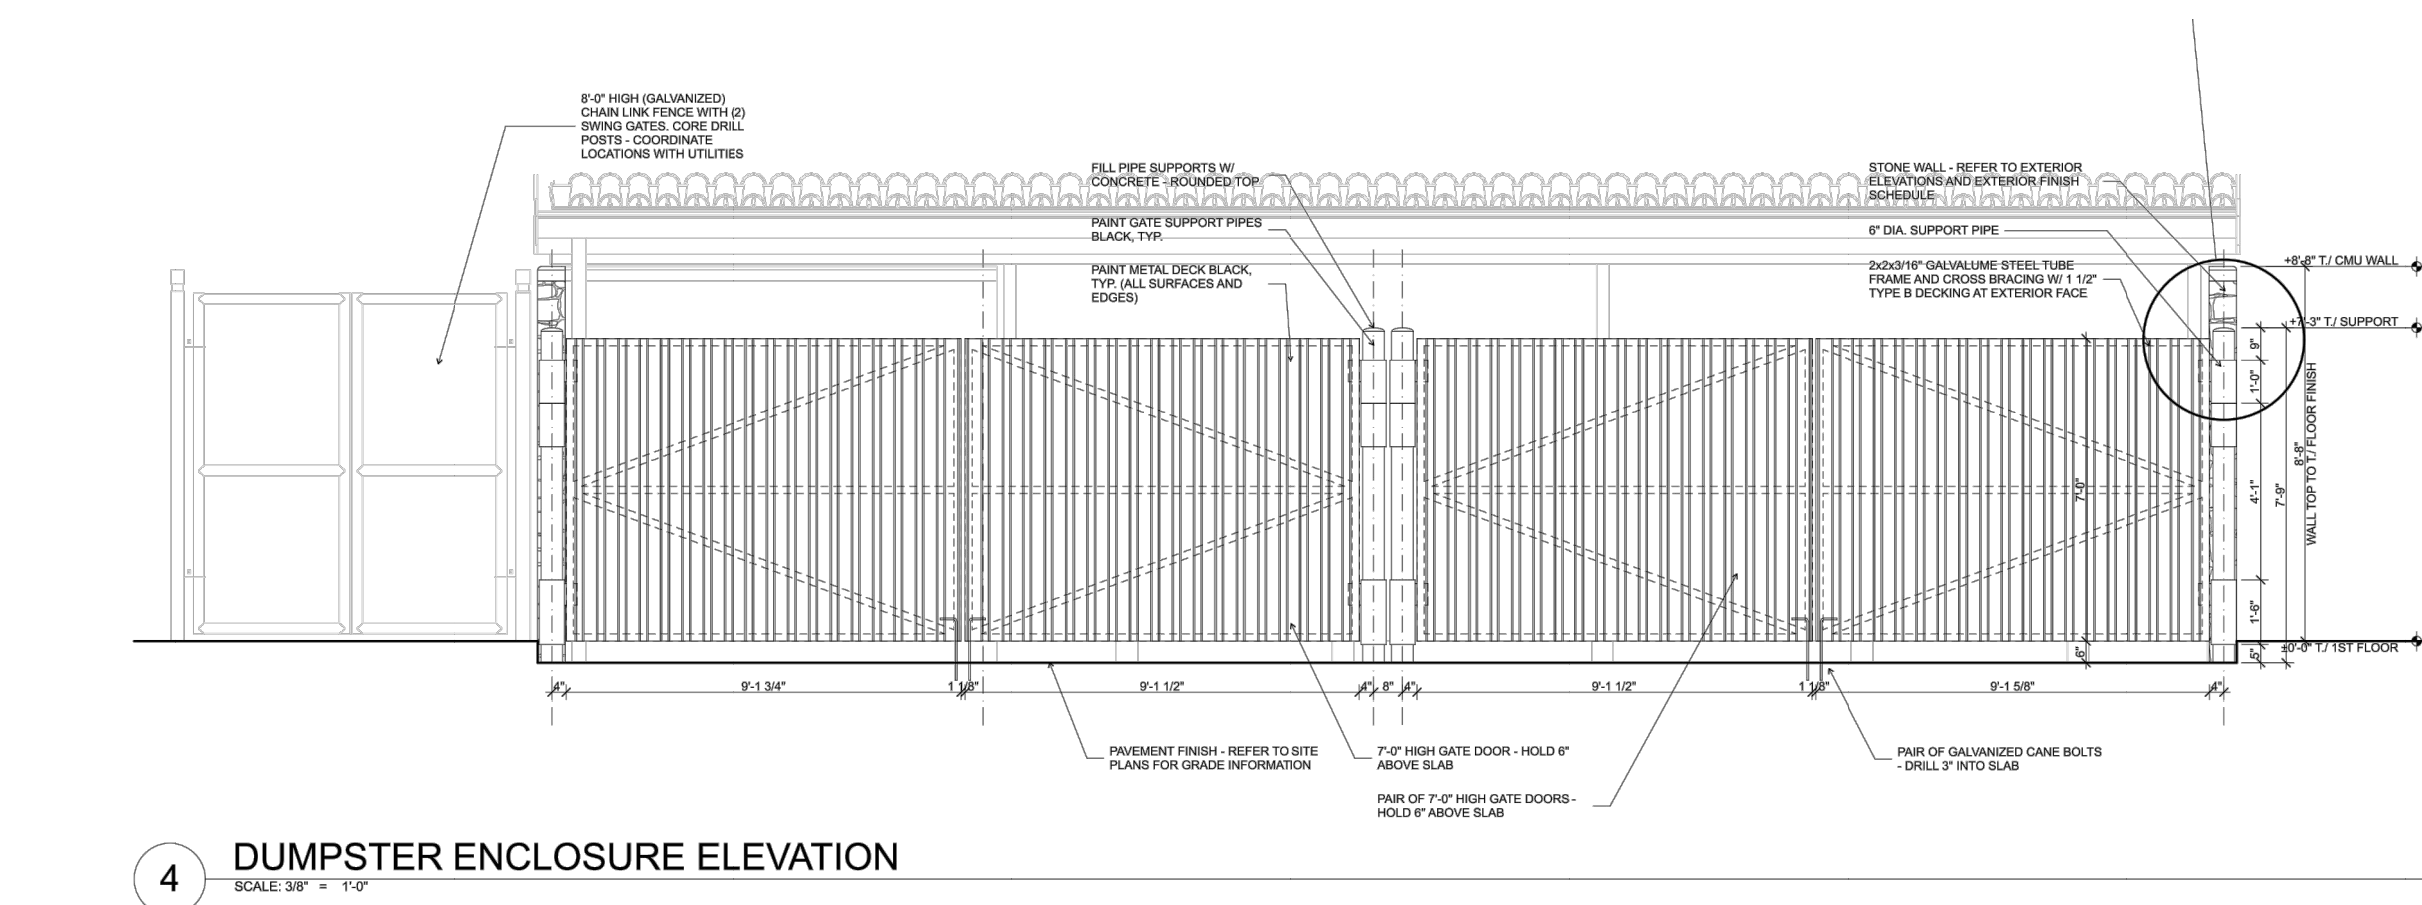 8'-0" HIGH (GALVANIZED)
CHAIN LINK FENCE WITH (2)
SWING GATES. CORE DRILL
POSTS - COORDINATE
LOCATIONS WITH UTILITIES
FILL PIPE SUPPORTS W/
CONCRETE - ROUNDED TOP
PAINT GATE SUPPORT PIPES
BLACK, TYP.
PAINT METAL DECK BLACK,
TYP. (ALL SURFACES AND
EDGES)
STONE WALL - REFER TO EXTERIOR
ELEVATIONS AND EXTERIOR FINISH
SCHEDULE
6" DIA. SUPPORT PIPE
2x2x3/16" GALVALUME STEEL TUBE
FRAME AND CROSS BRACING W/ 1 1/2"
TYPE B DECKING AT EXTERIOR FACE
+8'-8" T./ CMU WALL
+7'-3" T./ SUPPORT
9"
1'-0"
4'-1"
1'-6"
5"
7'-9"
8'-8"
WALL TOP TO T./ FLOOR FINISH
7'-0"
6"
±0'-0" T./ 1ST FLOOR
4"
9'-1 3/4"
1 1/8"
9'-1 1/2"
4"
8"
4"
9'-1 1/2"
1 1/8"
9'-1 5/8"
4"
PAVEMENT FINISH - REFER TO SITE
PLANS FOR GRADE INFORMATION
7'-0" HIGH GATE DOOR - HOLD 6"
ABOVE SLAB
PAIR OF 7'-0" HIGH GATE DOORS -
HOLD 6" ABOVE SLAB
PAIR OF GALVANIZED CANE BOLTS
- DRILL 3" INTO SLAB
4
DUMPSTER ENCLOSURE ELEVATION
SCALE: 3/8" = 1'-0"